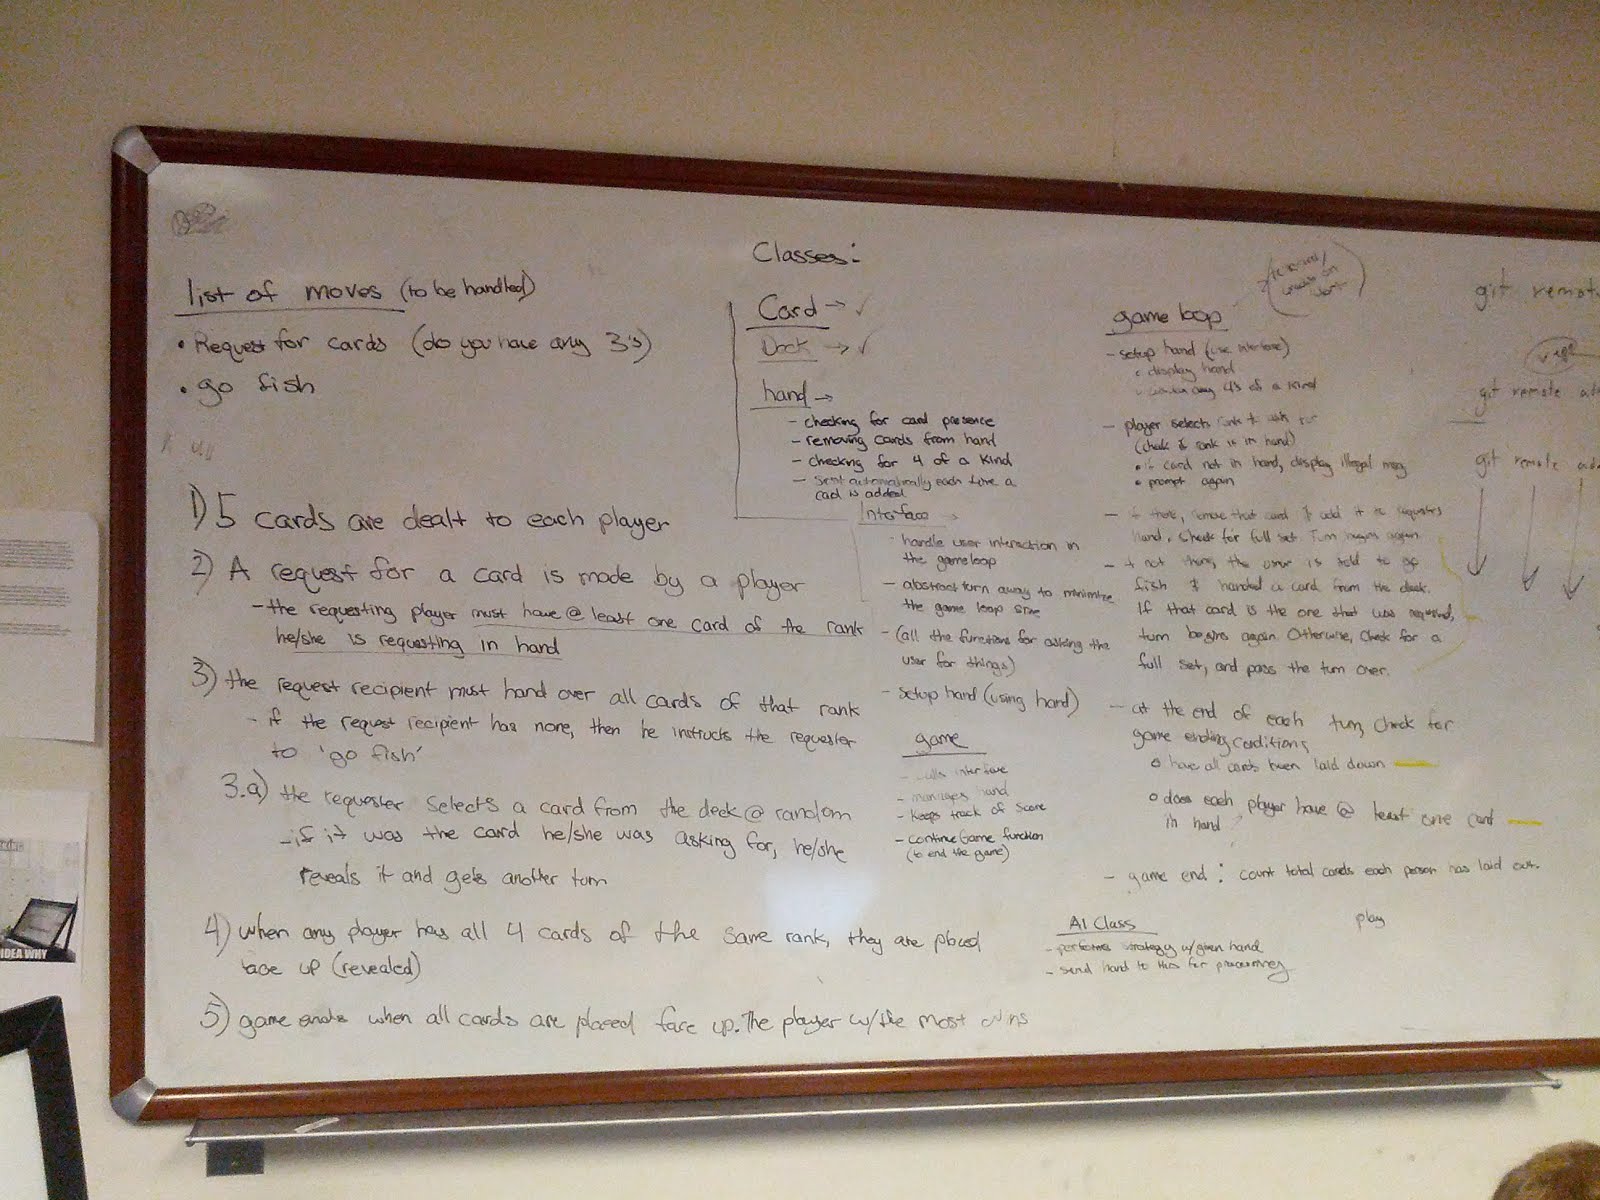 list of moves (to be handled)
• Request for cards (do you have any 3's)
• go fish
1) 5 cards are dealt to each player
2) A request for a card is made by a player
- the requesting player must have @ least one card of the rank
he/she is requesting in hand
3) the request recipient must hand over all cards of that rank
- if the request recipient has none, then he instructs the requester
to 'go fish'
3.a) the requester selects a card from the deck @ random
- if it was the card he/she was asking for, he/she
reveals it and gets another turn
4) when any player has all 4 cards of the same rank, they are placed
face up (revealed)
5) game ends when all cards are placed face up. The player w/ the most wins
Classes:
Card → ✓
Deck → ✓
hand →
- checking for card presence
- removing cards from hand
- checking for 4 of a kind
- sent automatically each time a
card is added
Interface
- handle user interaction in
the gameloop
- abstract turn away to minimize
the game loop size
- (all the functions for asking the
user for things)
- setup hand (using hand)
game
- calls interface
- manages hand
- keeps track of score
- continueGame function
(to end the game)
game loop
- setup hand (use interface)
• display hand
any 4's of a kind
- player selects rank to ask for
(check if rank is in hand)
• if card not in hand, display illegal msg
• prompt again
- if there, remove that card & add it to requester's
hand. Check for full set. Turn begins again.
- if not there, the user is told to go
fish & handed a card from the deck.
If that card is the one that was requested,
turn begins again. Otherwise, check for a
full set, and pass the turn over.
- at the end of each turn, check for
game ending conditions
o have all cards been laid down
o does each player have @ least one card
in hand
- game end: count total cards each person has laid out.
AI Class
- performs strategy w/ given hand
- send hand to this for processing
play
git remote
git remote add
git remote add
IDEA WHY